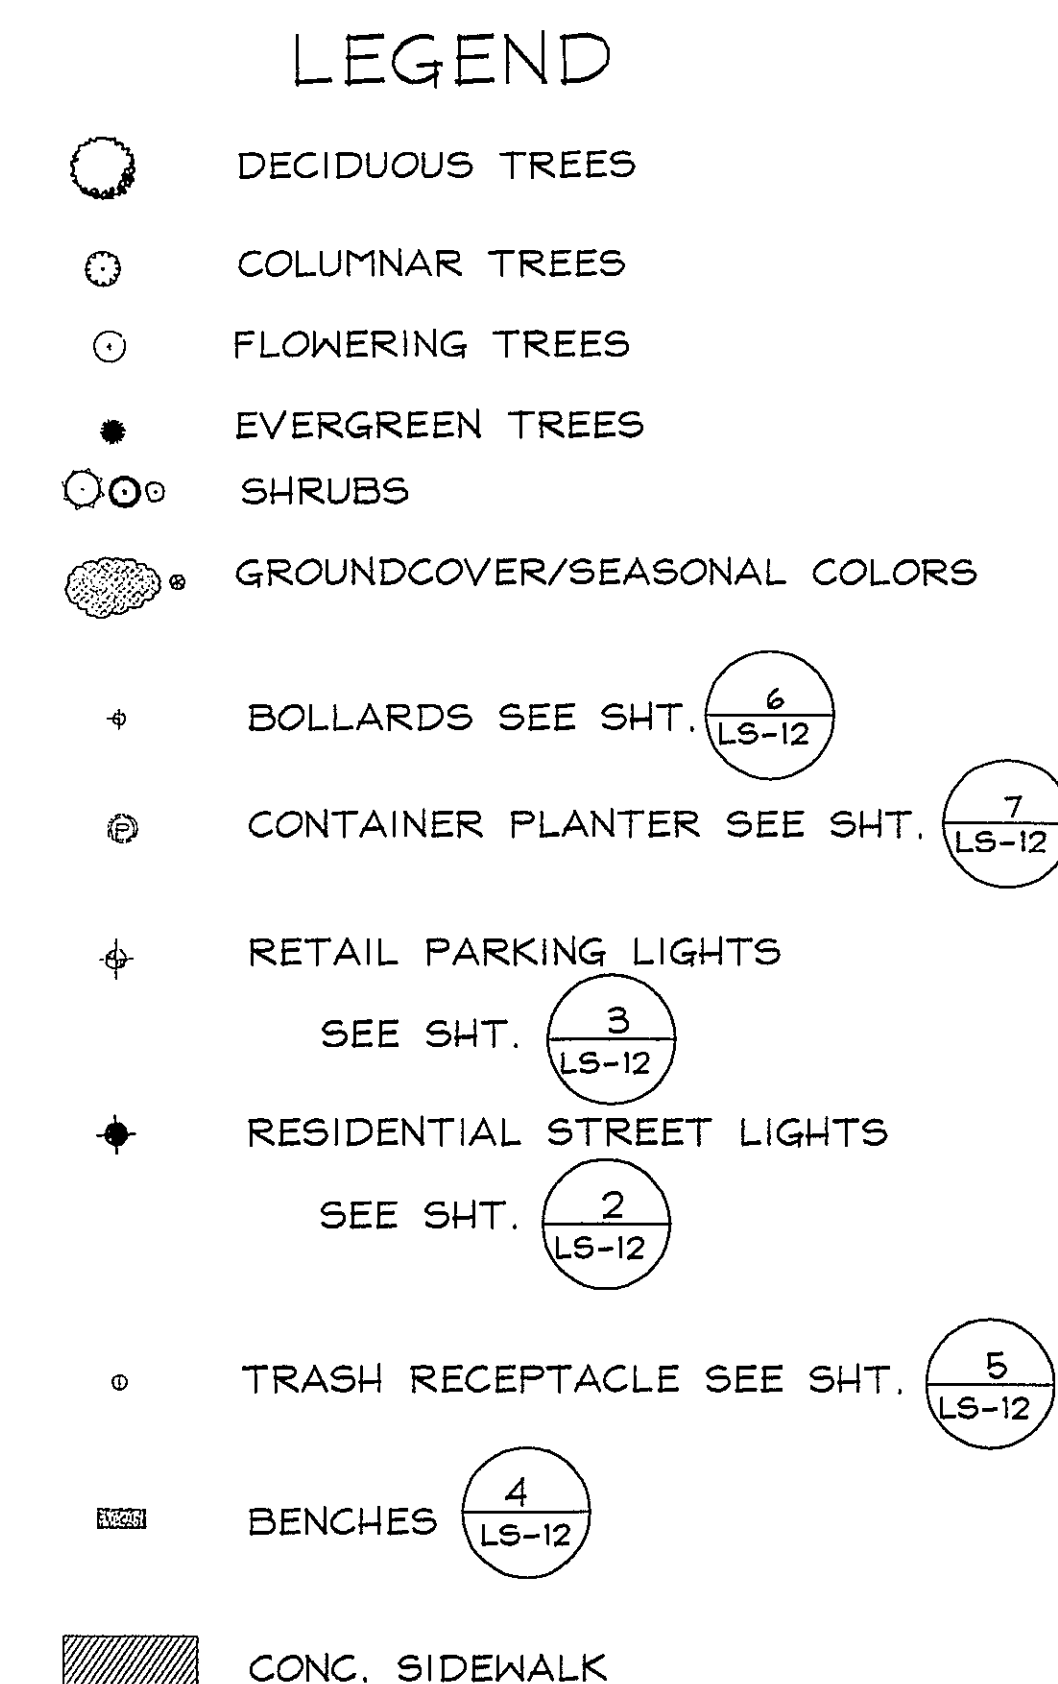 LEGEND
DECIDUOUS TREES
COLUMNAR TREES
FLOWERING TREES
EVERGREEN TREES
SHRUBS
GROUNDCOVER/SEASONAL COLORS
BOLLARDS SEE SHT. 6
LS-12
P
CONTAINER PLANTER SEE SHT. 7
LS-12
RETAIL PARKING LIGHTS
SEE SHT. 3
LS-12
RESIDENTIAL STREET LIGHTS
SEE SHT. 2
LS-12
TRASH RECEPTACLE SEE SHT. 5
LS-12
BENCHES 4
LS-12
CONC. SIDEWALK